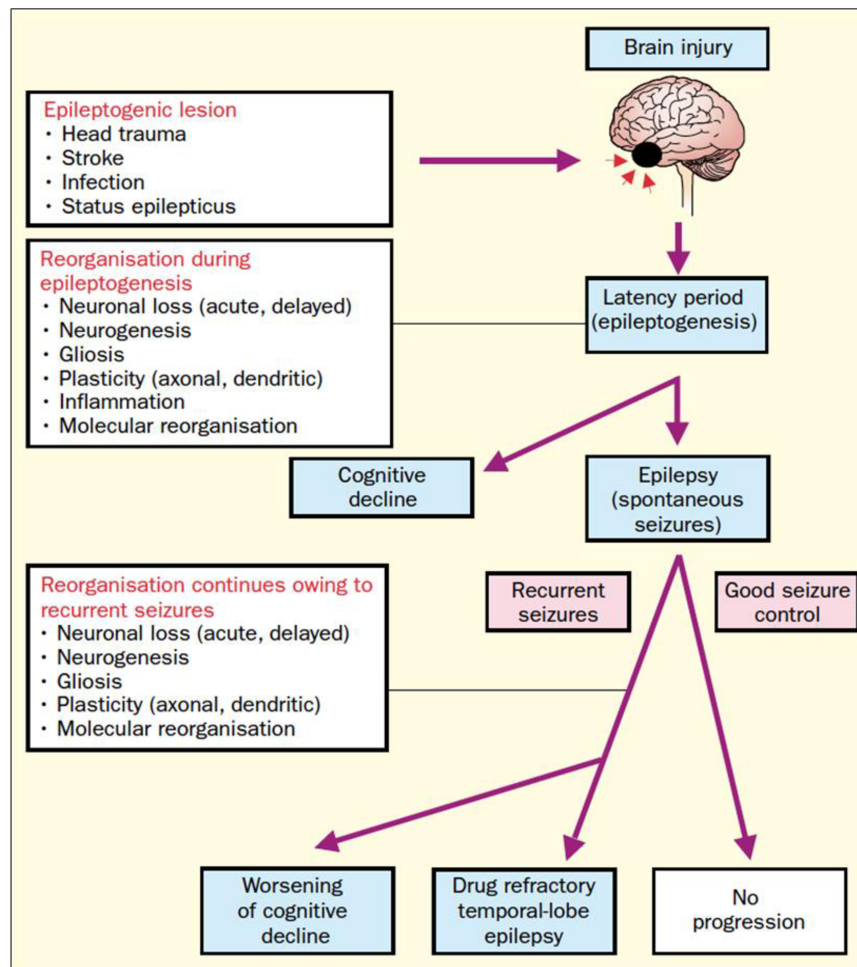 Brain injury
Epileptogenic lesion
· Head trauma
· Stroke
· Infection
· Status epilepticus
Reorganisation during
epileptogenesis
· Neuronal loss (acute, delayed)
· Neurogenesis
· Gliosis
· Plasticity (axonal, dendritic)
· Inflammation
· Molecular reorganisation
Latency period
(epileptogenesis)
Cognitive
decline
Epilepsy
(spontaneous
seizures)
Reorganisation continues owing to
recurrent seizures
· Neuronal loss (acute, delayed)
· Neurogenesis
· Gliosis
· Plasticity (axonal, dendritic)
· Molecular reorganisation
Recurrent
seizures
Good seizure
control
Worsening
of cognitive
decline
Drug refractory
temporal-lobe
epilepsy
No
progression